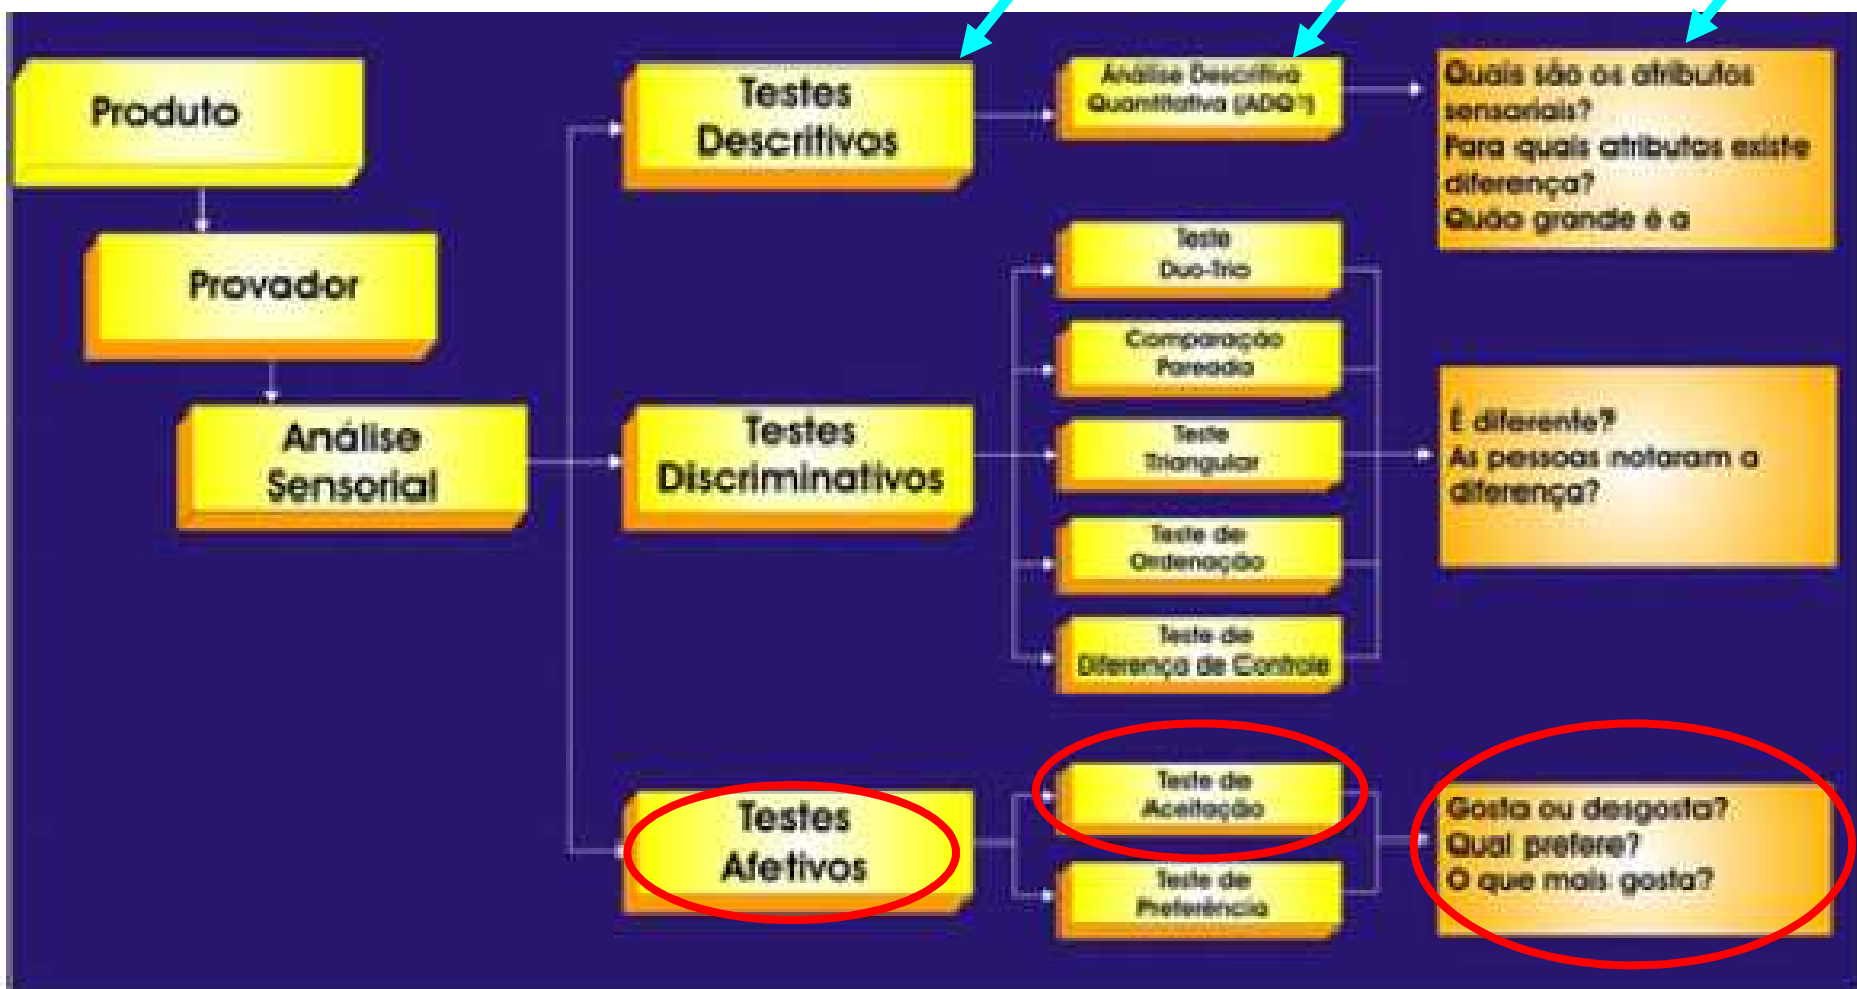 Produto
Provador
Análise
Sensorial
Testes
Descritivos
Análise Descritiva
Quantitativa (ADQ
Quais são os atributos
sensoriais?
Para quais atributos existe
diferença?
Quão grande é a
Testes
Discriminativos
Teste
Duo-Trio
Comparação
Pareada
Teste
Triangular
Teste de
Ordenação
Teste de
Diferença de Controle
É diferente?
As pessoas notaram a
diferença?
Testes
Afetivos
Teste de
Aceitação
Teste de
Preferência
Gosta ou desgosta?
Qual prefere?
O que mais gosta?